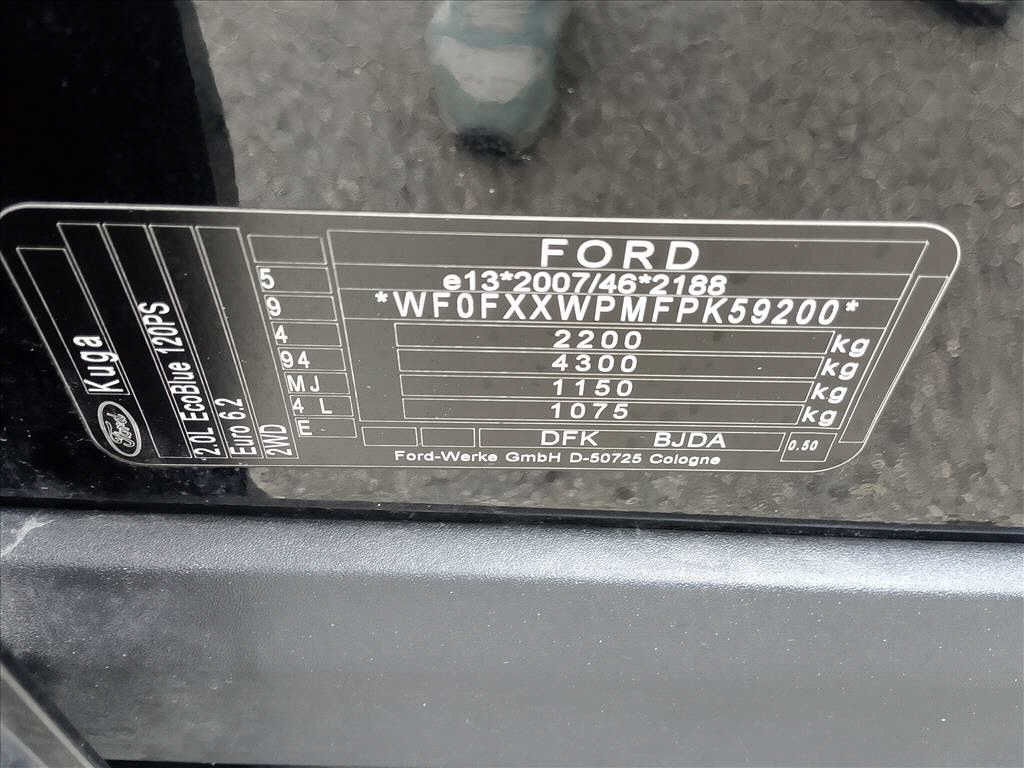 FORD
e13*2007/46*2188
*WF0FXXWPMFPK59200*
2200 kg
4300 kg
1150 kg
1075 kg
DFK BJDA
0.50
Ford-Werke GmbH D-50725 Cologne
Ford
Kuga
2.0L EcoBlue 120PS
Euro 6.2
2WD
5
9
4
94
MJ
4 L
E